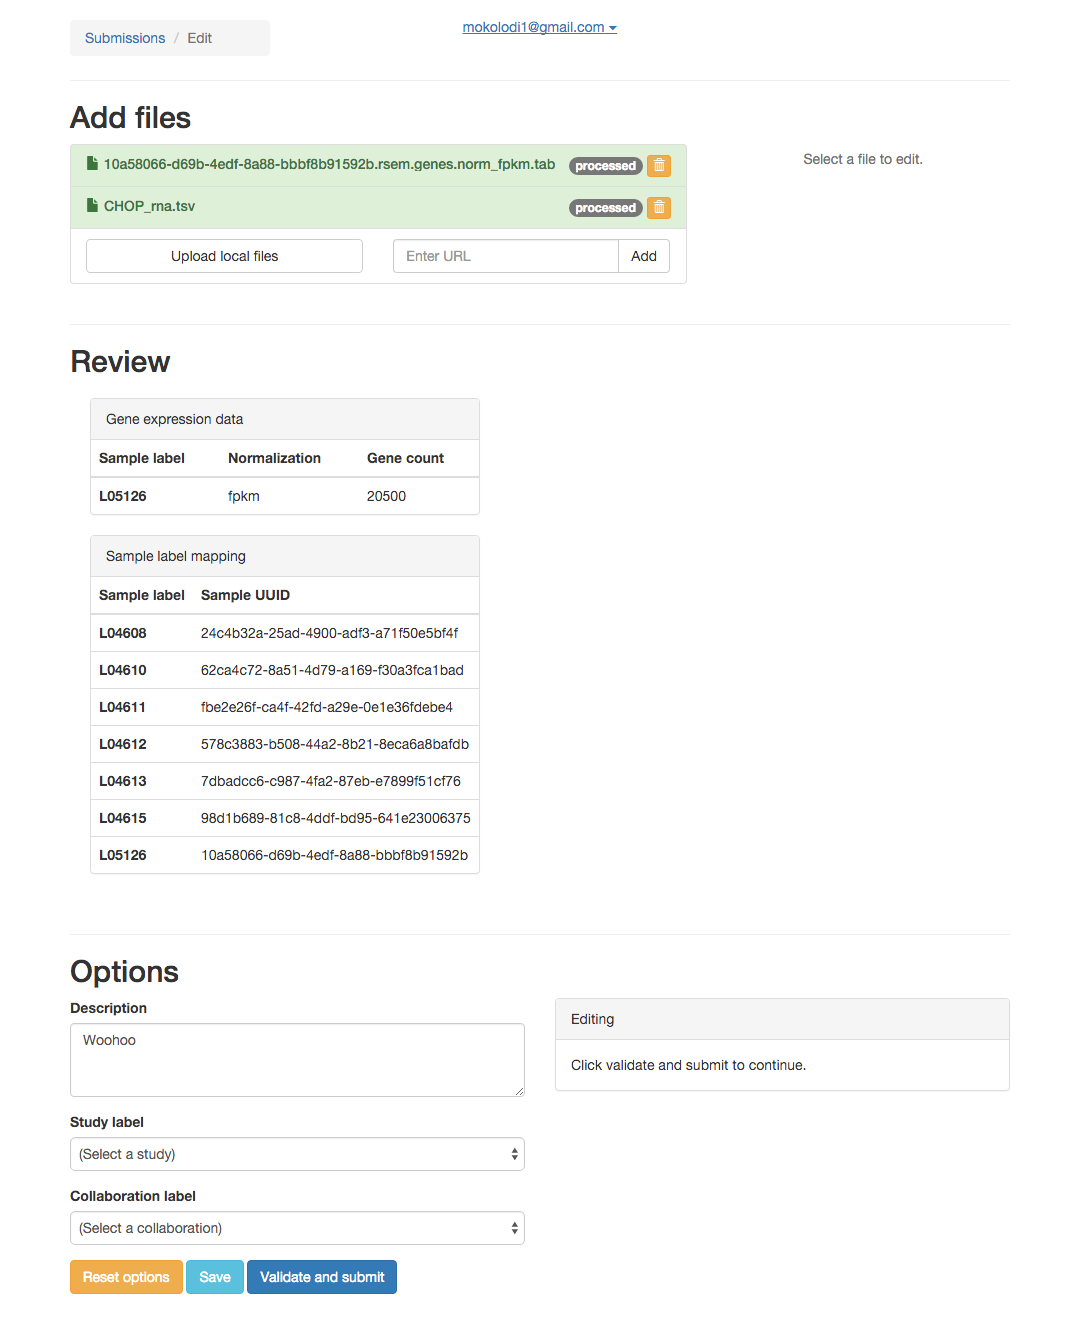 Submissions / Edit
mokolodi1@gmail.com
Add files
10a58066-d69b-4edf-8a88-bbbf8b91592b.rsem.genes.norm_fpkm.tab processed
CHOP_rna.tsv processed
Upload local files Enter URL Add
Select a file to edit.
Review
Gene expression data
Sample label Normalization Gene count
L05126 fpkm 20500
Sample label mapping
Sample label Sample UUID
L04608 24c4b32a-25ad-4900-adf3-a71f50e5bf4f
L04610 62ca4c72-8a51-4d79-a169-f30a3fca1bad
L04611 fbe2e26f-ca4f-42fd-a29e-0e1e36fdebe4
L04612 578c3883-b508-44a2-8b21-8eca6a8bafdb
L04613 7dbadcc6-c987-4fa2-87eb-e7899f51cf76
L04615 98d1b689-81c8-4ddf-bd95-641e23006375
L05126 10a58066-d69b-4edf-8a88-bbbf8b91592b
Options
Description
Woohoo
Study label
(Select a study)
Collaboration label
(Select a collaboration)
Reset options Save Validate and submit
Editing
Click validate and submit to continue.